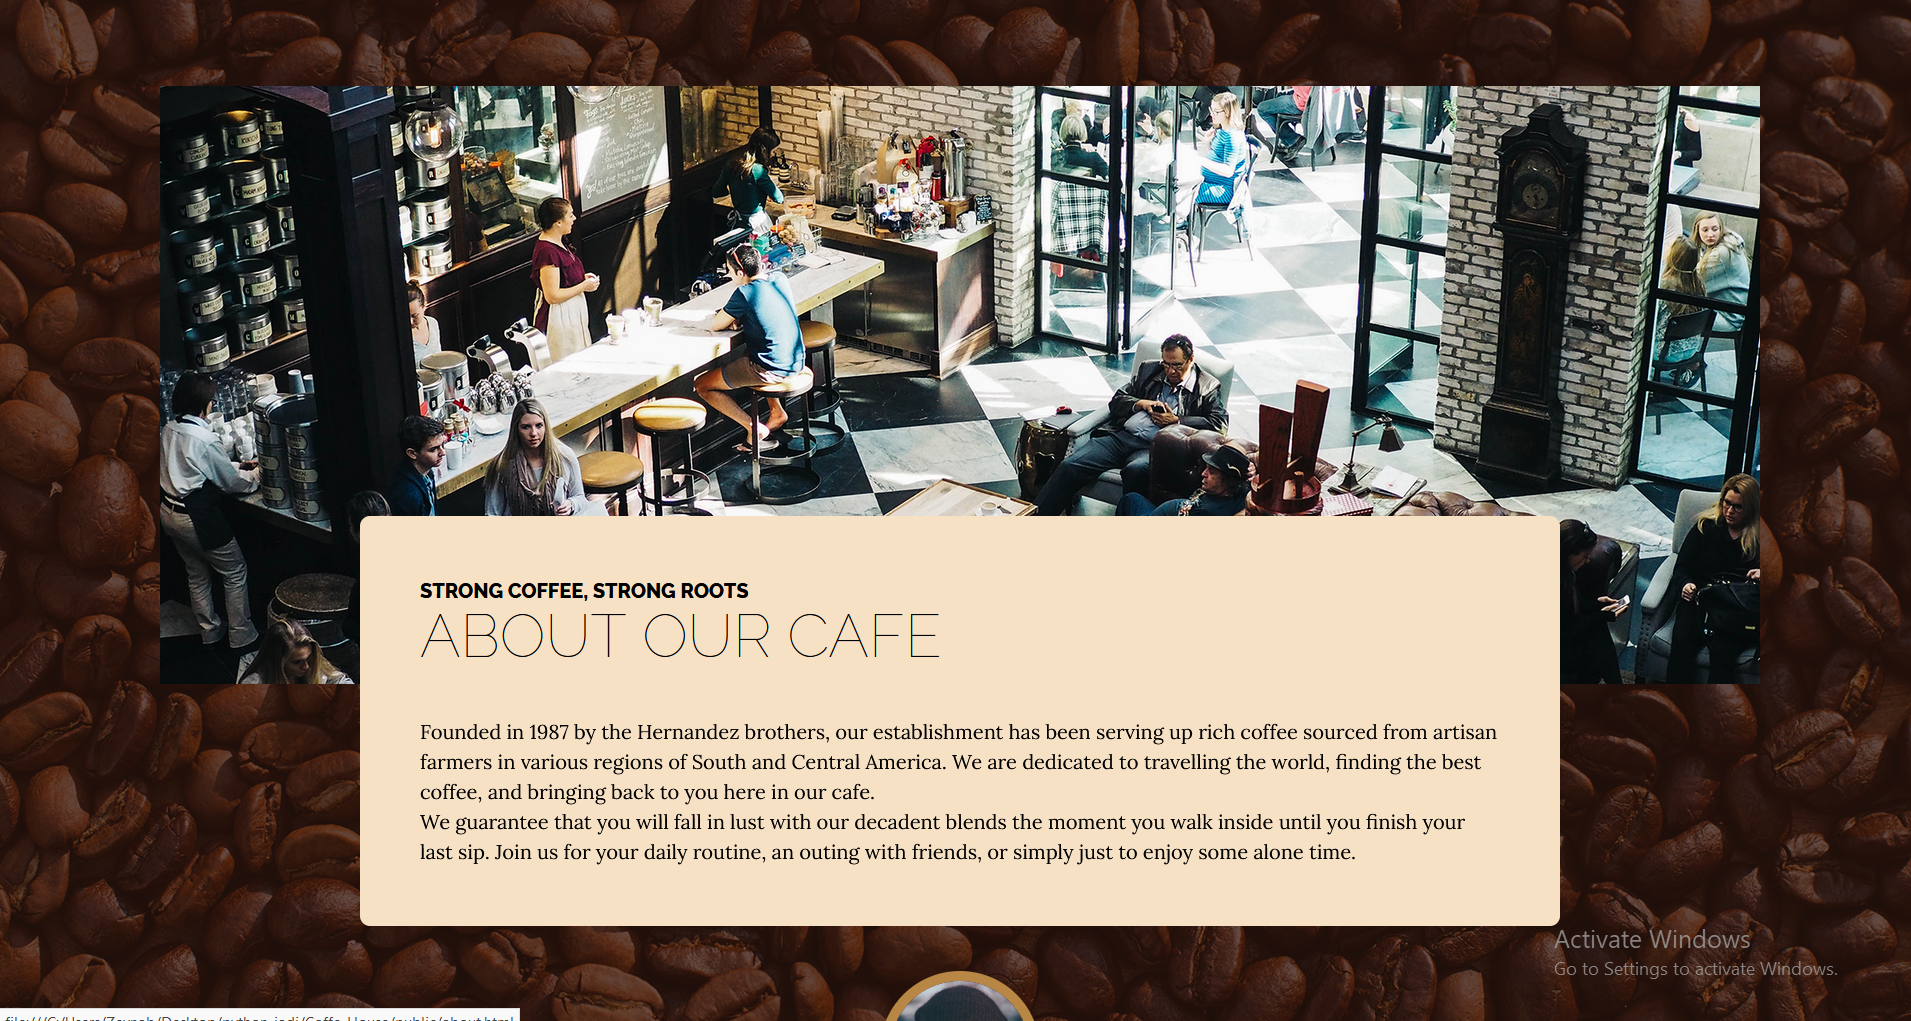 STRONG COFFEE, STRONG ROOTS
ABOUT OUR CAFE
Founded in 1987 by the Hernandez brothers, our establishment has been serving up rich coffee sourced from artisan
farmers in various regions of South and Central America. We are dedicated to travelling the world, finding the best
coffee, and bringing back to you here in our cafe.
We guarantee that you will fall in lust with our decadent blends the moment you walk inside until you finish your
last sip. Join us for your daily routine, an outing with friends, or simply just to enjoy some alone time.
Activate Windows
Go to Settings to activate Windows.